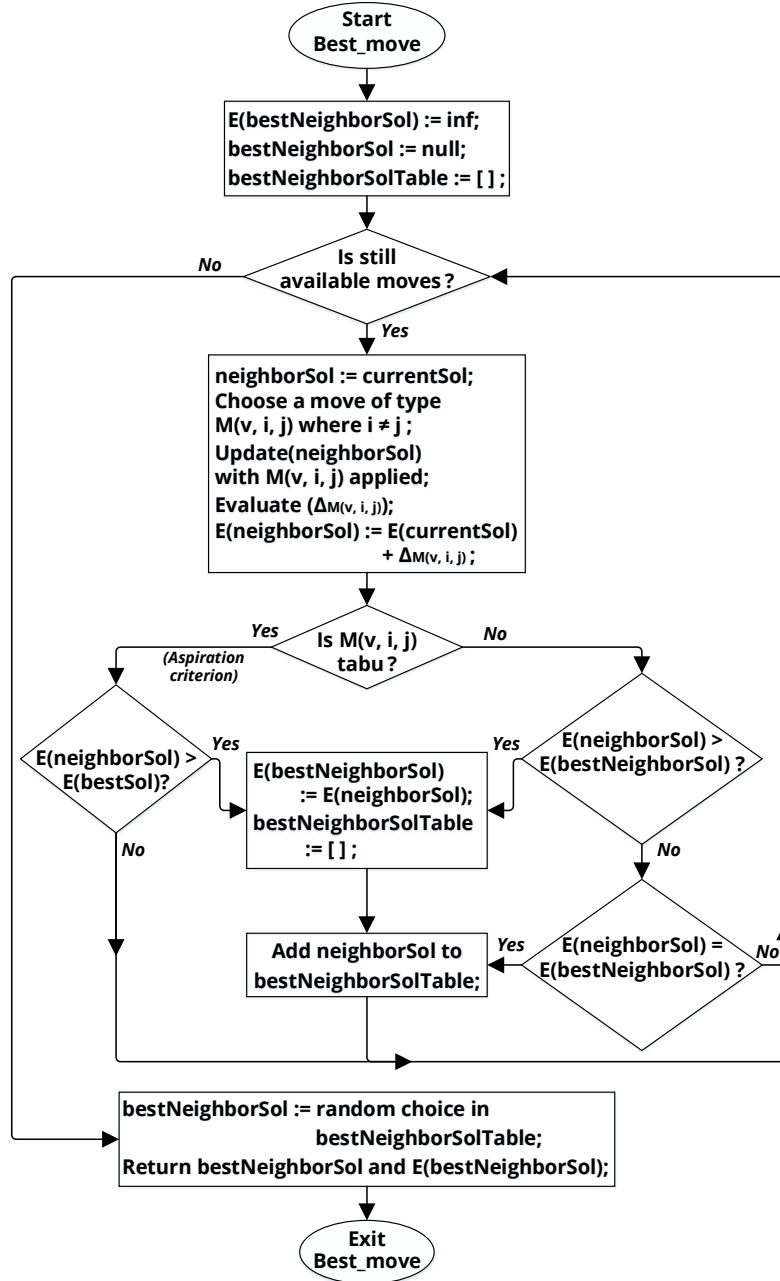 Start
Best_move
E(bestNeighborSol) := inf;
bestNeighborSol := null;
bestNeighborSolTable := [ ] ;
No
Is still
available moves ?
Yes
neighborSol := currentSol;
Choose a move of type
M(v, i, j) where i ≠ j ;
Update(neighborSol)
with M(v, i, j) applied;
Evaluate (ΔM(v, i, j));
E(neighborSol) := E(currentSol)
+ ΔM(v, i, j) ;
Yes
Is M(v, i, j)
tabu ?
No
(Aspiration
criterion)
E(neighborSol) >
E(bestSol)?
Yes
E(bestNeighborSol)
:= E(neighborSol);
bestNeighborSolTable
:= [ ] ;
Yes
E(neighborSol) >
E(bestNeighborSol) ?
No
No
Add neighborSol to
bestNeighborSolTable;
Yes
E(neighborSol) =
E(bestNeighborSol) ?
No
bestNeighborSol := random choice in
bestNeighborSolTable;
Return bestNeighborSol and E(bestNeighborSol);
Exit
Best_move